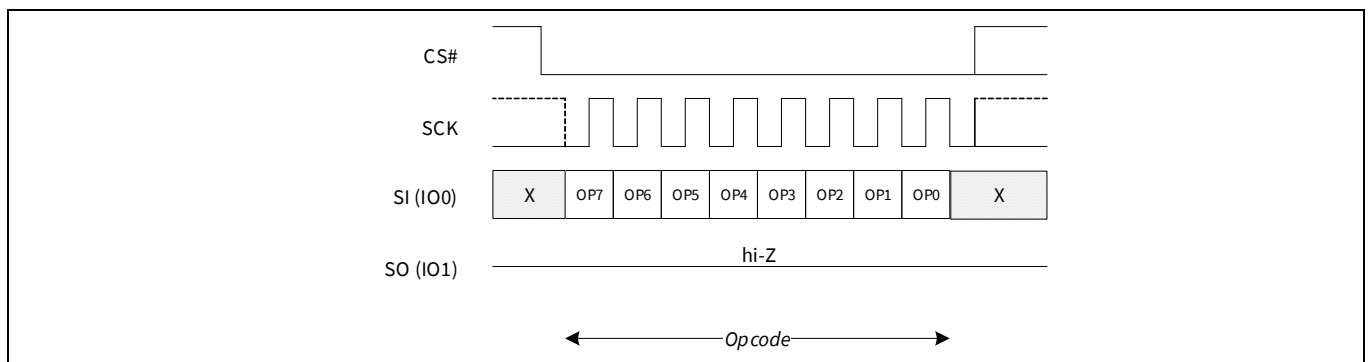 CS#
SCK
SI (IO0) X OP7 OP6 OP5 OP4 OP3 OP2 OP1 OP0 X
hi-Z
SO (IO1)
Opcode